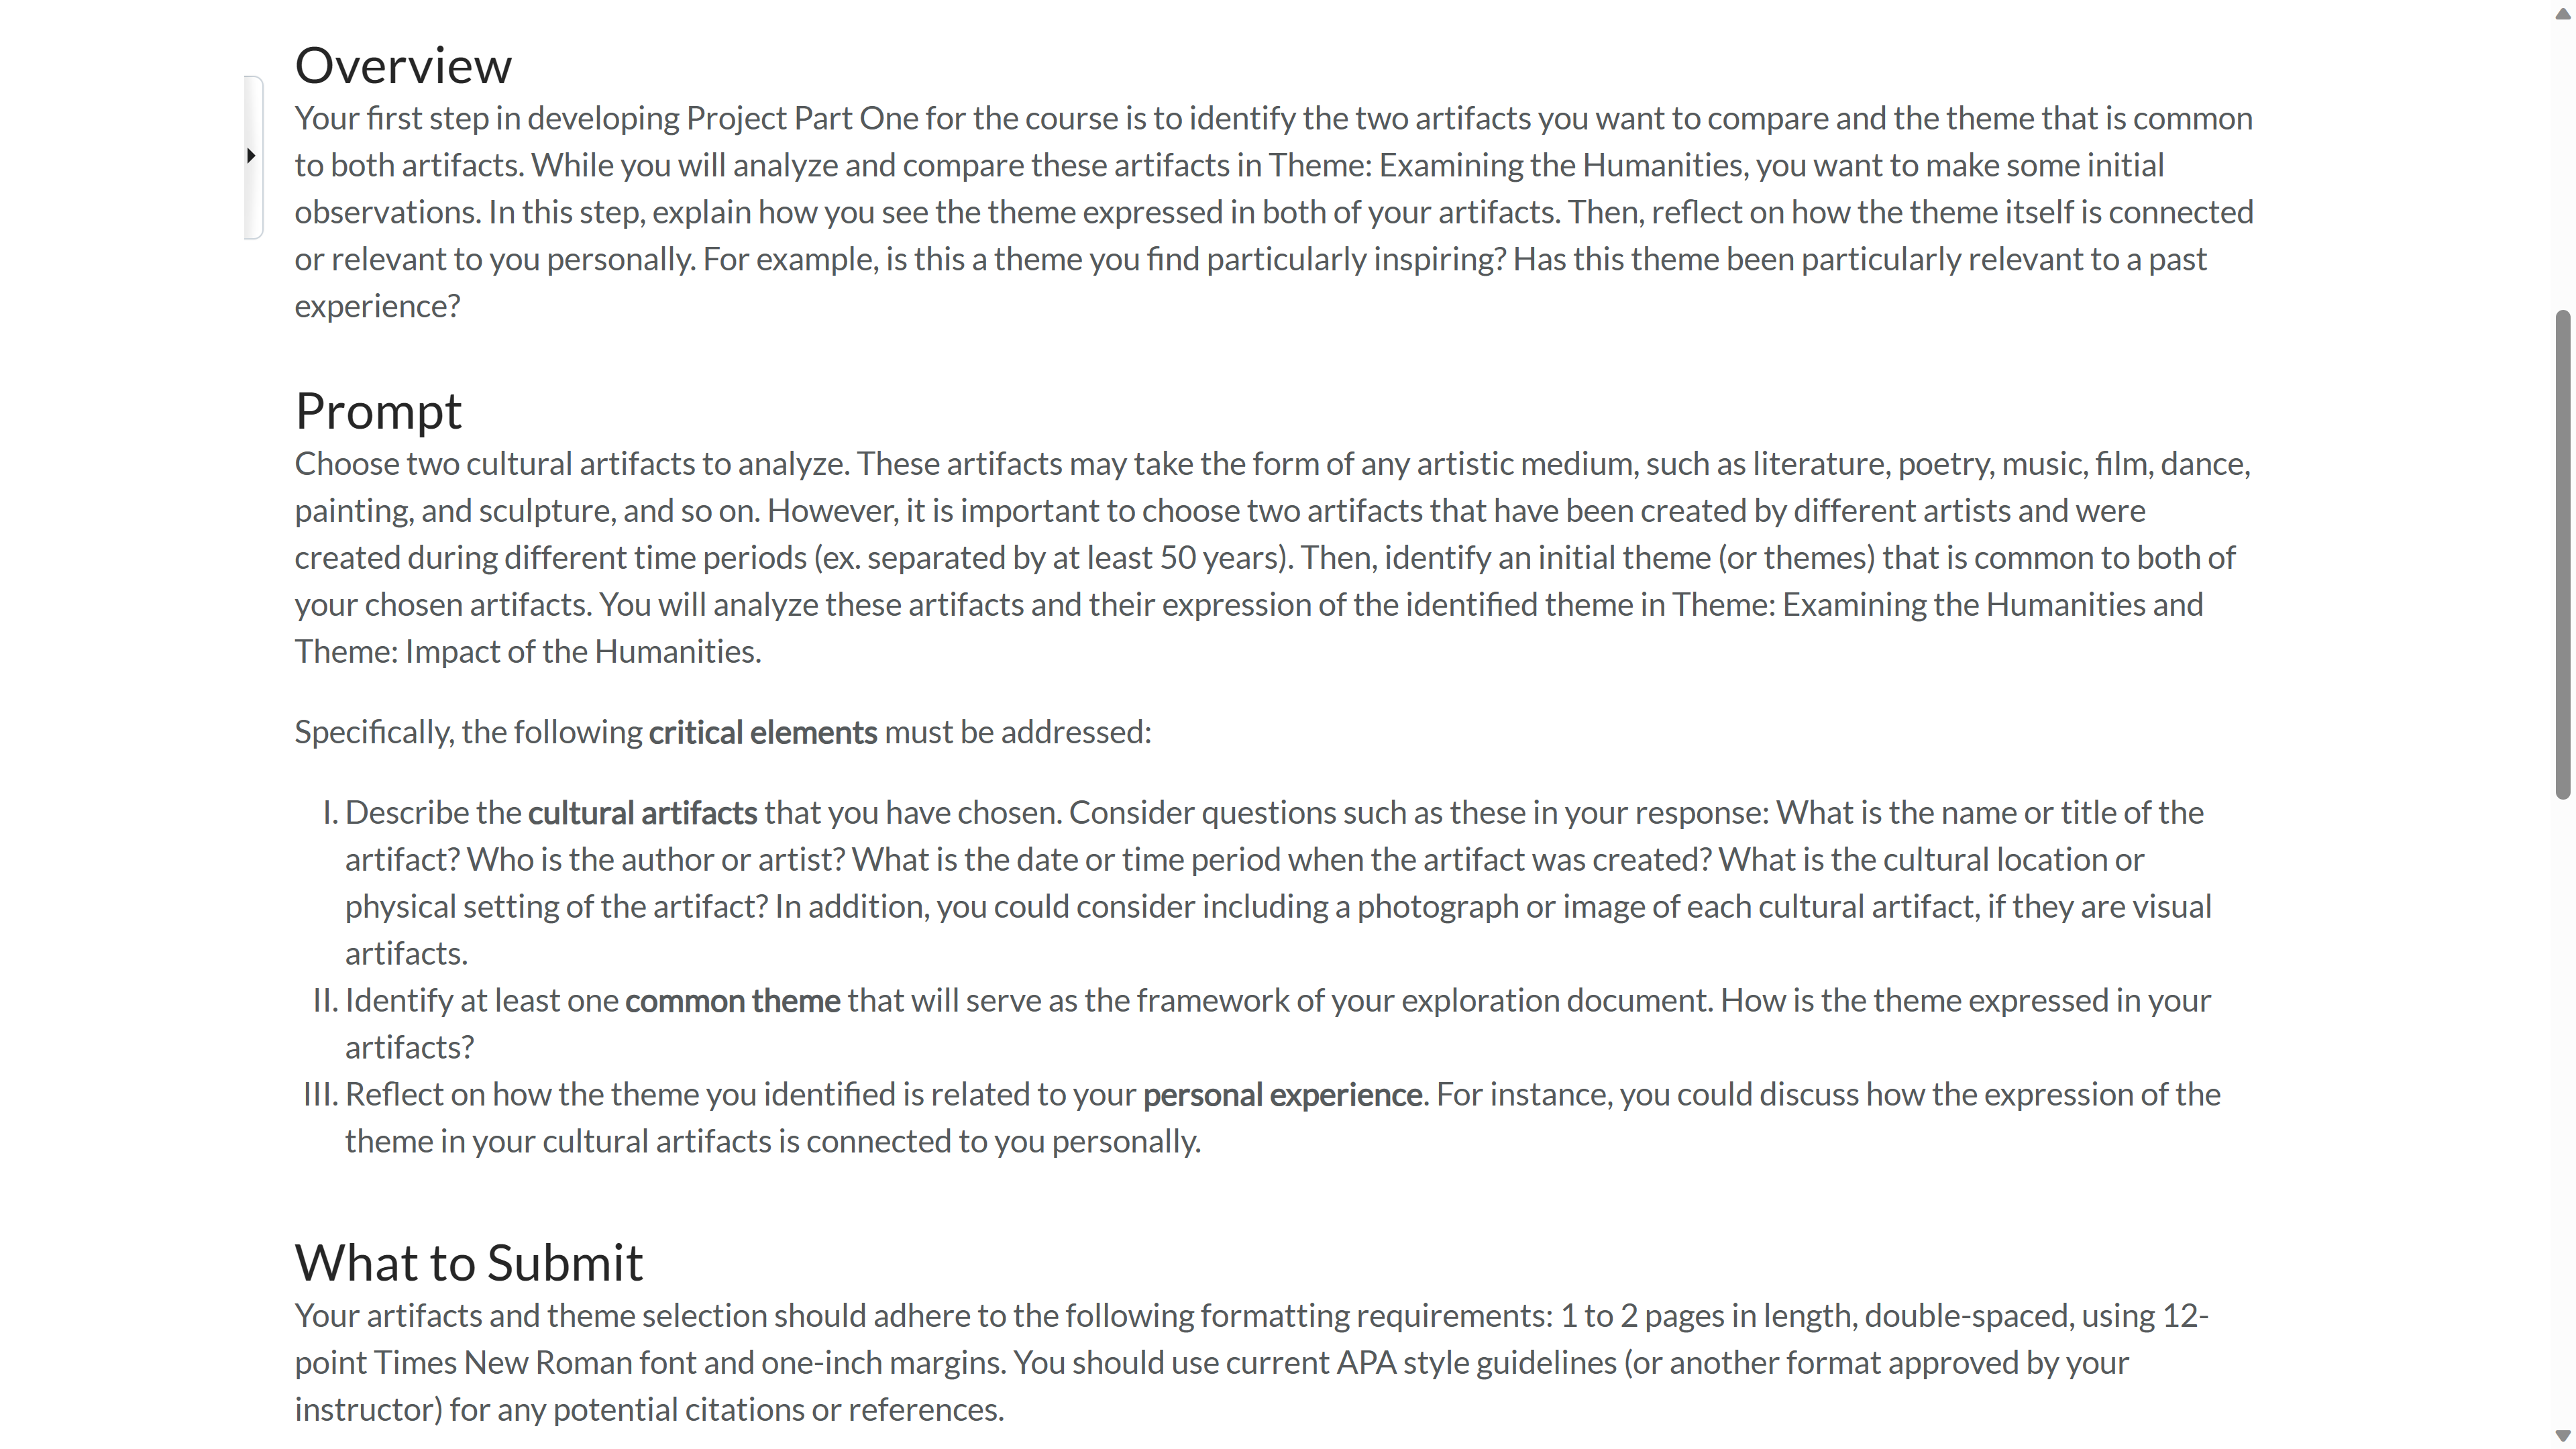 Overview
Your first step in developing Project Part One for the course is to identify the two artifacts you want to compare and the theme that is common
to both artifacts. While you will analyze and compare these artifacts in Theme: Examining the Humanities, you want to make some initial
observations. In this step, explain how you see the theme expressed in both of your artifacts. Then, reflect on how the theme itself is connected
or relevant to you personally. For example, is this a theme you find particularly inspiring? Has this theme been particularly relevant to a past
experience?
Prompt
Choose two cultural artifacts to analyze. These artifacts may take the form of any artistic medium, such as literature, poetry, music, film, dance,
painting, and sculpture, and so on. However, it is important to choose two artifacts that have been created by different artists and were
created during different time periods (ex. separated by at least 50 years). Then, identify an initial theme (or themes) that is common to both of
your chosen artifacts. You will analyze these artifacts and their expression of the identified theme in Theme: Examining the Humanities and
Theme: Impact of the Humanities.
Specifically, the following critical elements must be addressed:
I. Describe the cultural artifacts that you have chosen. Consider questions such as these in your response: What is the name or title of the
artifact? Who is the author or artist? What is the date or time period when the artifact was created? What is the cultural location or
physical setting of the artifact? In addition, you could consider including a photograph or image of each cultural artifact, if they are visual
artifacts.
II. Identify at least one common theme that will serve as the framework of your exploration document. How is the theme expressed in your
artifacts?
III. Reflect on how the theme you identified is related to your personal experience. For instance, you could discuss how the expression of the
theme in your cultural artifacts is connected to you personally.
What to Submit
Your artifacts and theme selection should adhere to the following formatting requirements: 1 to 2 pages in length, double-spaced, using 12-
point Times New Roman font and one-inch margins. You should use current APA style guidelines (or another format approved by your
instructor) for any potential citations or references.